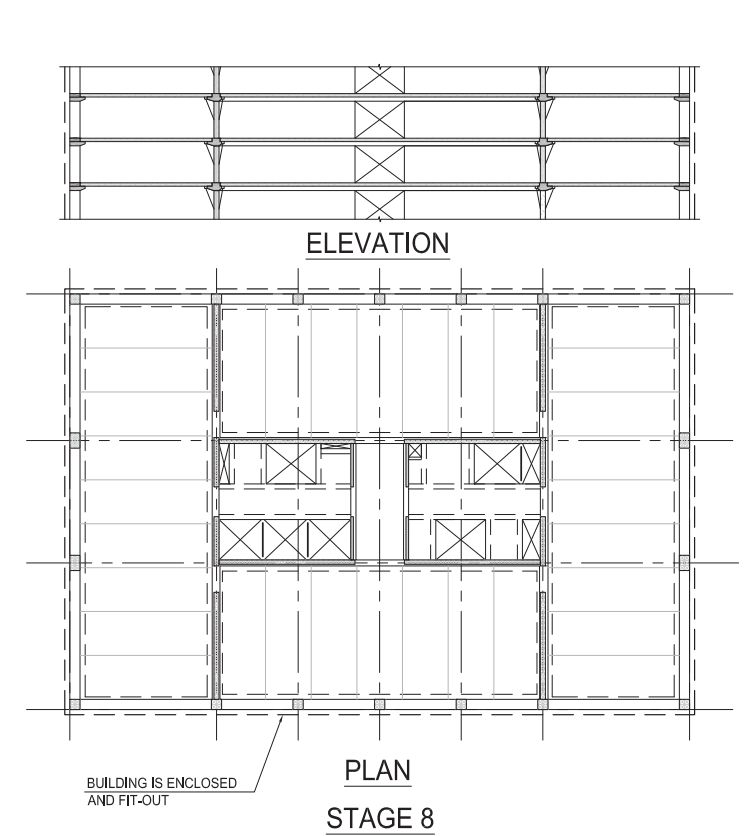 ELEVATION
BUILDING IS ENCLOSED
AND FIT-OUT
PLAN
STAGE 8